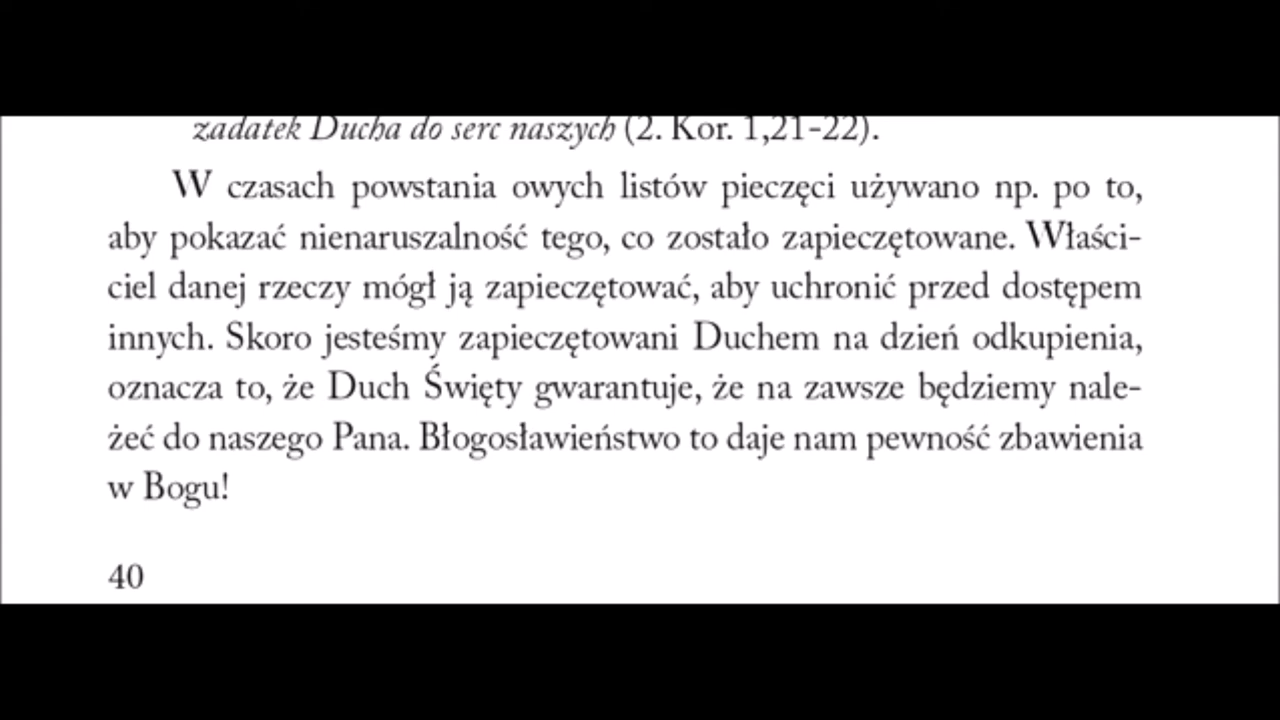 zadatek Ducha do serc naszych (2. Kor. 1,21-22).
W czasach powstania owych listów pieczęci używano np. po to,
aby pokazać nienaruszalność tego, co zostało zapieczętowane. Właści-
ciel danej rzeczy mógł ją zapieczętować, aby uchronić przed dostępem
innych. Skoro jesteśmy zapieczętowani Duchem na dzień odkupienia,
oznacza to, że Duch Święty gwarantuje, że na zawsze będziemy nale-
żeć do naszego Pana. Błogosławieństwo to daje nam pewność zbawienia
w Bogu!
40